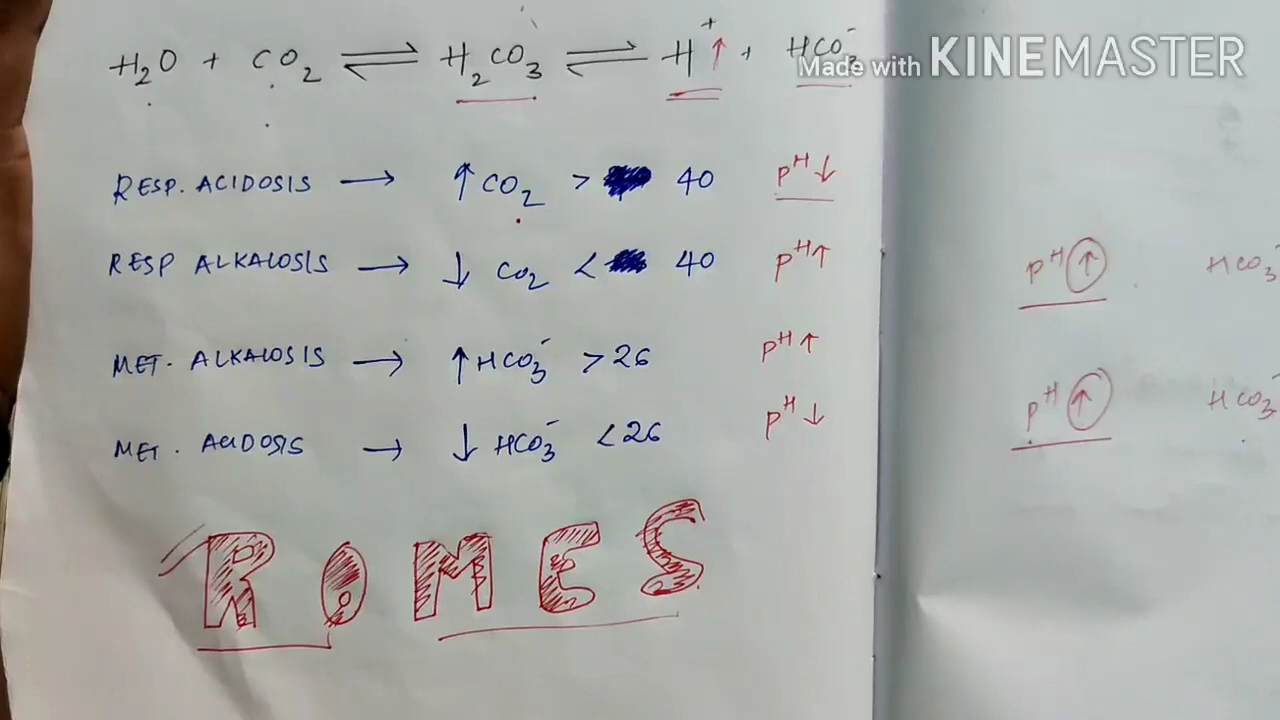 H₂O + CO₂ ⇌ H₂CO₃ ⇌ H⁺ ↑ + HCO₃⁻
Made with KINEMASTER
RESP. ACIDOSIS → ↑ CO₂ > 40 pH ↓
RESP ALKALOSIS → ↓ CO₂ < 40 pH ↑
MET. ALKALOSIS → ↑ HCO₃⁻ > 26 pH ↑
MET. ACIDOSIS → ↓ HCO₃⁻ < 26 pH ↓
ROMES
pH ↑ HCO₃⁻
pH ↑ HCO₃⁻